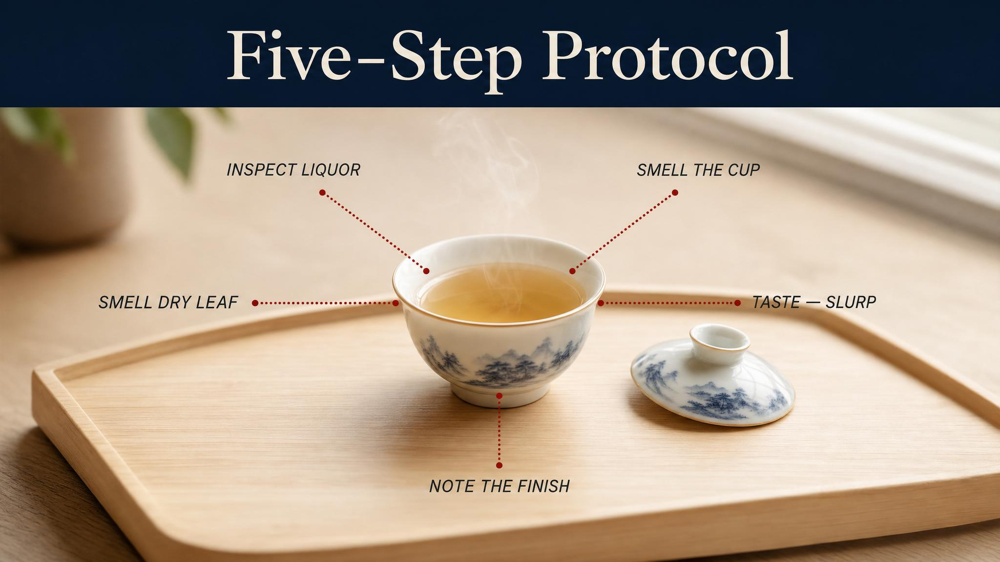 Five-Step Protocol
INSPECT LIQUOR
SMELL THE CUP
SMELL DRY LEAF
TASTE — SLURP
NOTE THE FINISH